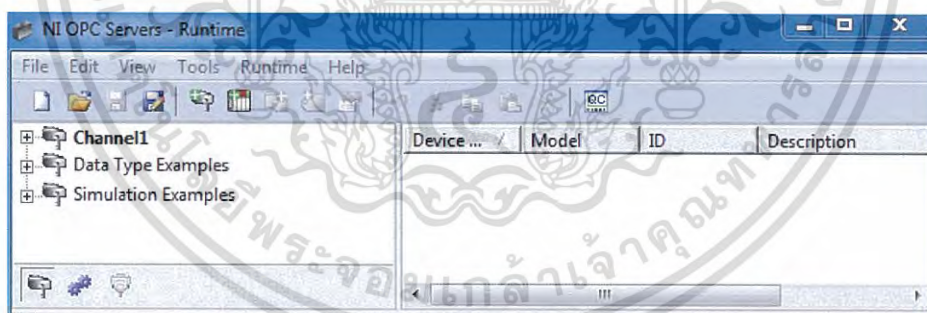 NI OPC Servers - Runtime
File Edit View Tools Runtime Help
QC
Channel1
Data Type Examples
Simulation Examples
Device ... Model ID Description